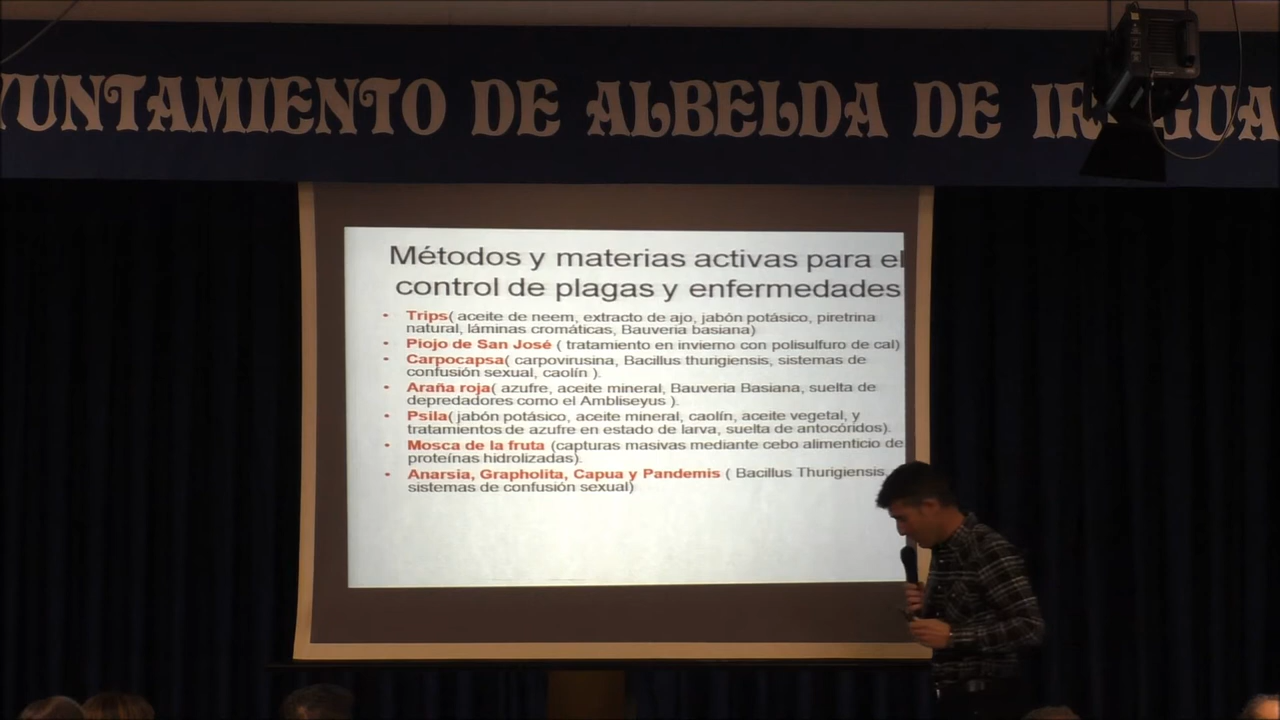 YUNTAMIENTO DE ALBELDA DE IR GUA
Métodos y materias activas para el
control de plagas y enfermedades
• Trips( aceite de neem, extracto de ajo, jabón potásico, piretrina
natural, láminas cromáticas, Bauveria basiana)
• Piojo de San José ( tratamiento en invierno con polisulfuro de cal)
• Carpocapsa( carpovirusina, Bacillus thurigiensis, sistemas de
confusión sexual, caolín ).
• Araña roja( azufre, aceite mineral, Bauveria Basiana, suelta de
depredadores como el Ambliseyus ).
• Psila( jabón potásico, aceite mineral, caolín, aceite vegetal, y
tratamientos de azufre en estado de larva, suelta de antocóridos).
• Mosca de la fruta (capturas masivas mediante cebo alimenticio de
proteínas hidrolizadas).
• Anarsia, Grapholita, Capua y Pandemis ( Bacillus Thurigiensis,
sistemas de confusión sexual)